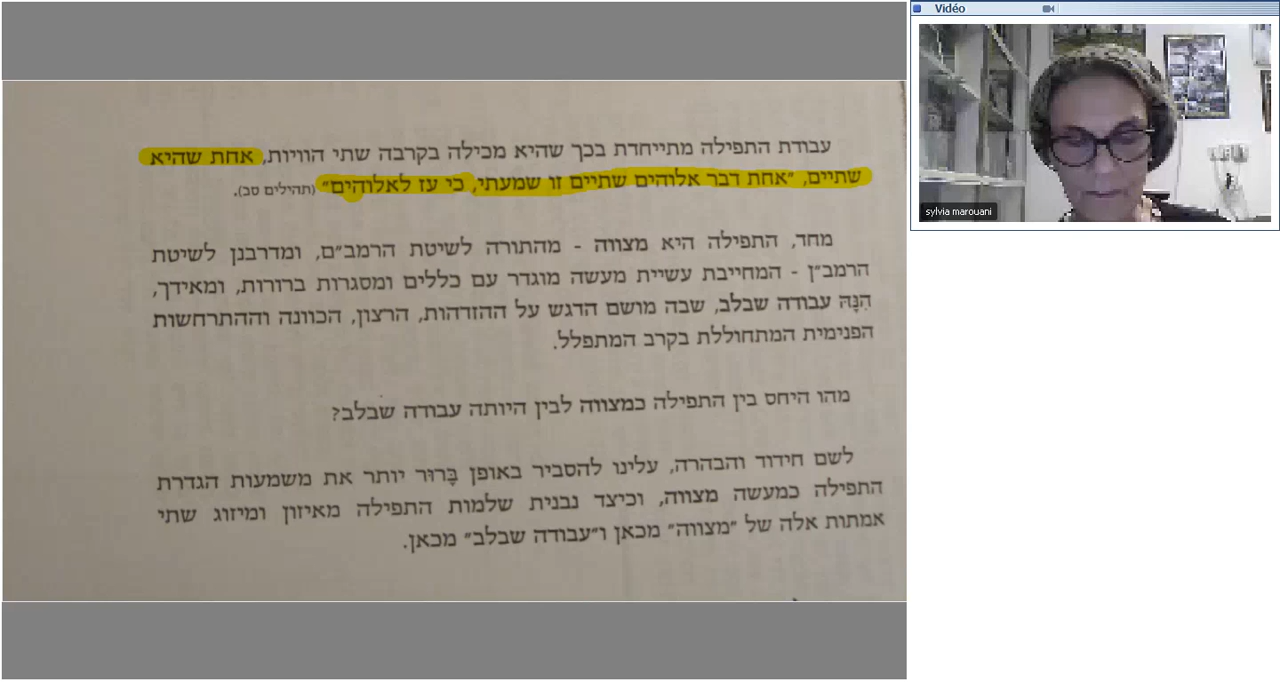 Vidéo
עבודת התפילה מתייחדת בכך שהיא מכילה בקרבה שתי הוויות, אחת שהיא
שתיים, "אחת דבר אלוהים שתיים זו שמעתי, כי עז לאלוהים" (תהילים סב).
מחד, התפילה היא מצווה - מהתורה לשיטת הרמב"ם, ומדרבנן לשיטת
הרמב"ן - המחייבת עשיית מעשה מוגדר עם כללים ומסגרות ברורות, ומאידך,
הִנָּהּ עבודה שבלב, שבה מושם הדגש על ההזדהות, הרצון, הכוונה וההתרחשות
הפנימית המתחוללת בקרב המתפלל.
מהו היחס בין התפילה כמצווה לבין היותה עבודה שבלב?
לשם חידוד והבהרה, עלינו להסביר באופן בָּרוּר יותר את משמעות הגדרת
התפילה כמעשה מצווה, וכיצד נבנית שלמות התפילה מאיזון ומיזוג שתי
אמתות אלה של "מצווה" מכאן ו"עבודה שבלב" מכאן.
sylvia marouani